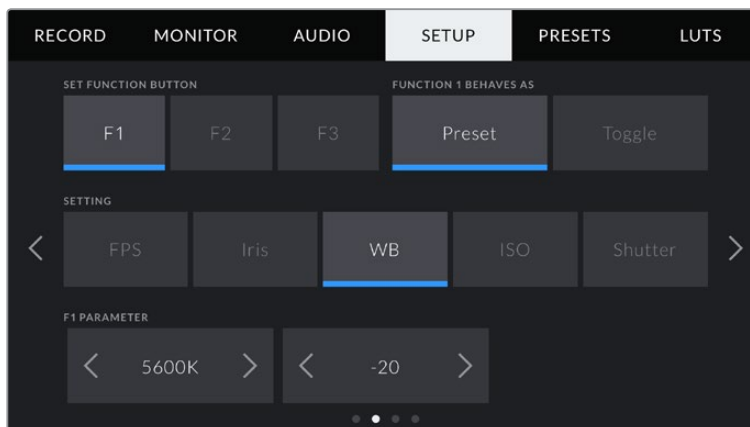 RECORD MONITOR AUDIO SETUP PRESETS LUTS
SET FUNCTION BUTTON FUNCTION 1 BEHAVES AS
F1 F2 F3 Preset Toggle
SETTING
FPS Iris WB ISO Shutter
F1 PARAMETER
5600K -20